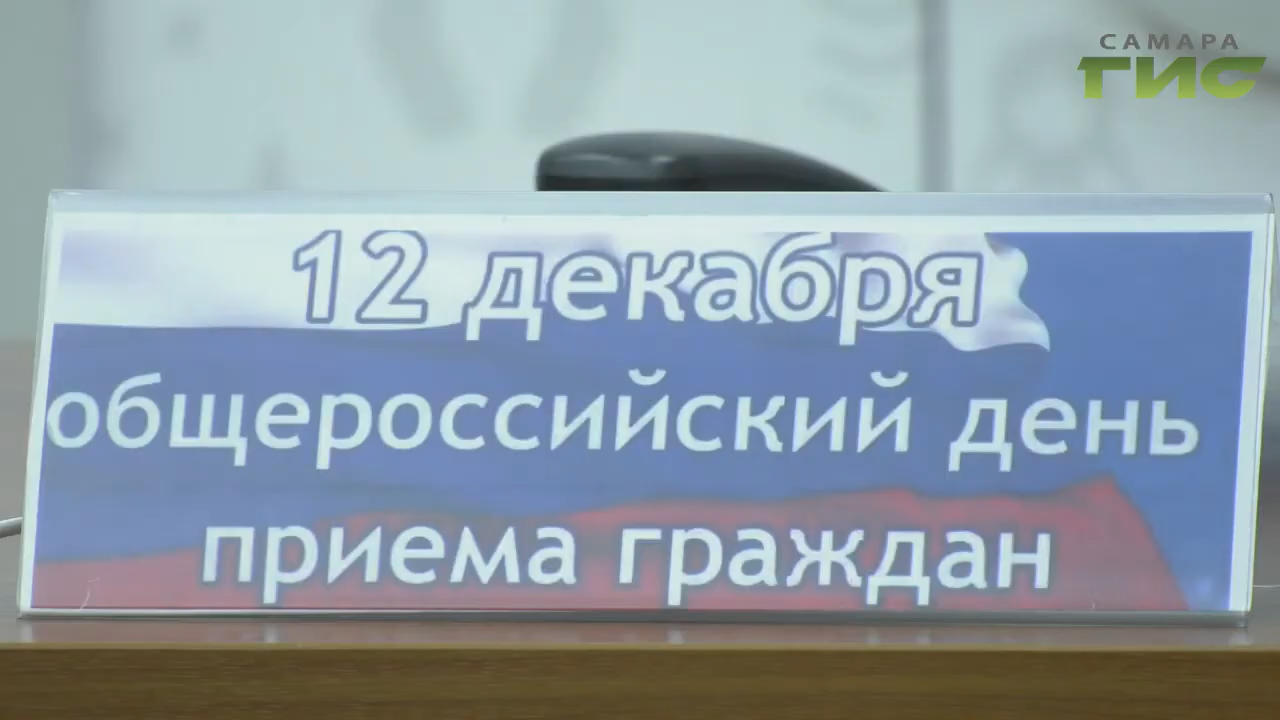 САМАРА
ГИС
12 декабря
общероссийский день
приема граждан